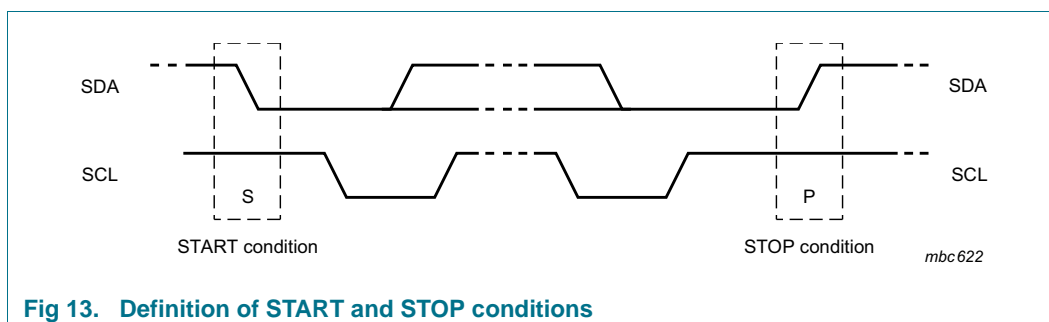 SDA
SDA
SCL
SCL
S
P
START condition
STOP condition
mbc622
Fig 13. Definition of START and STOP conditions